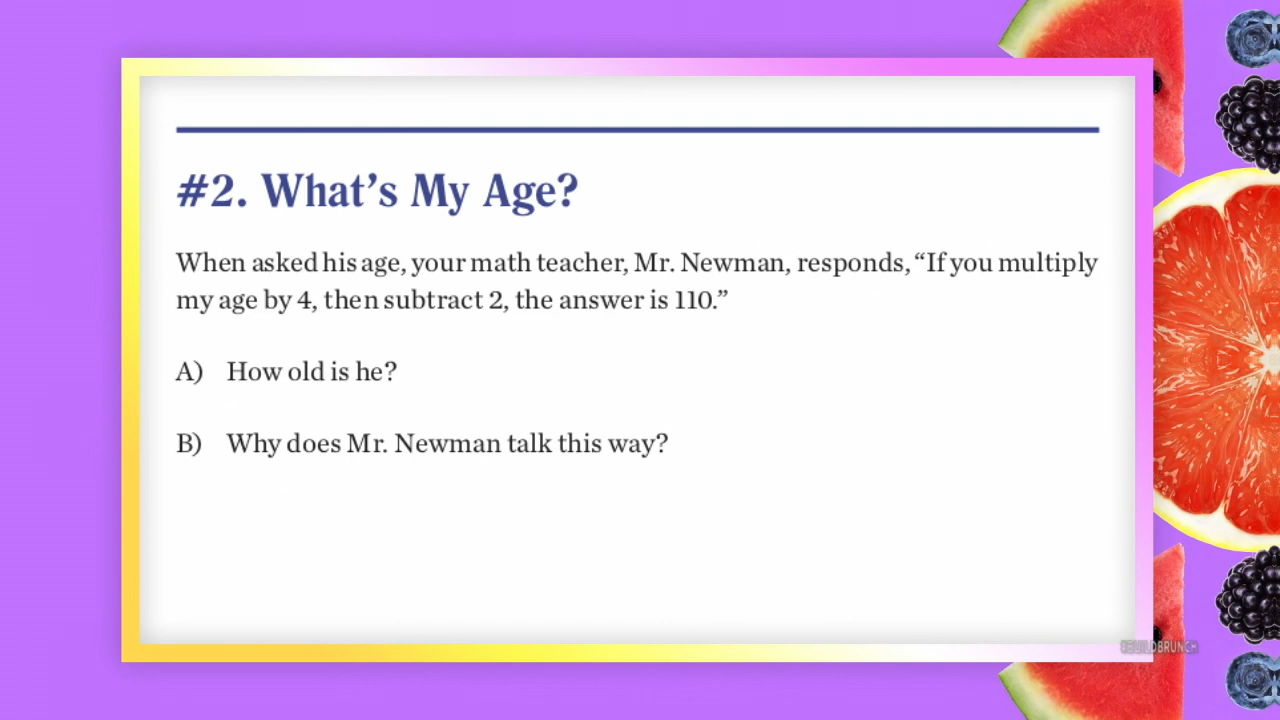 #2. What’s My Age?
When asked his age, your math teacher, Mr. Newman, responds, “If you multiply
my age by 4, then subtract 2, the answer is 110.”
A) How old is he?
B) Why does Mr. Newman talk this way?
#BUILDBRUNCH